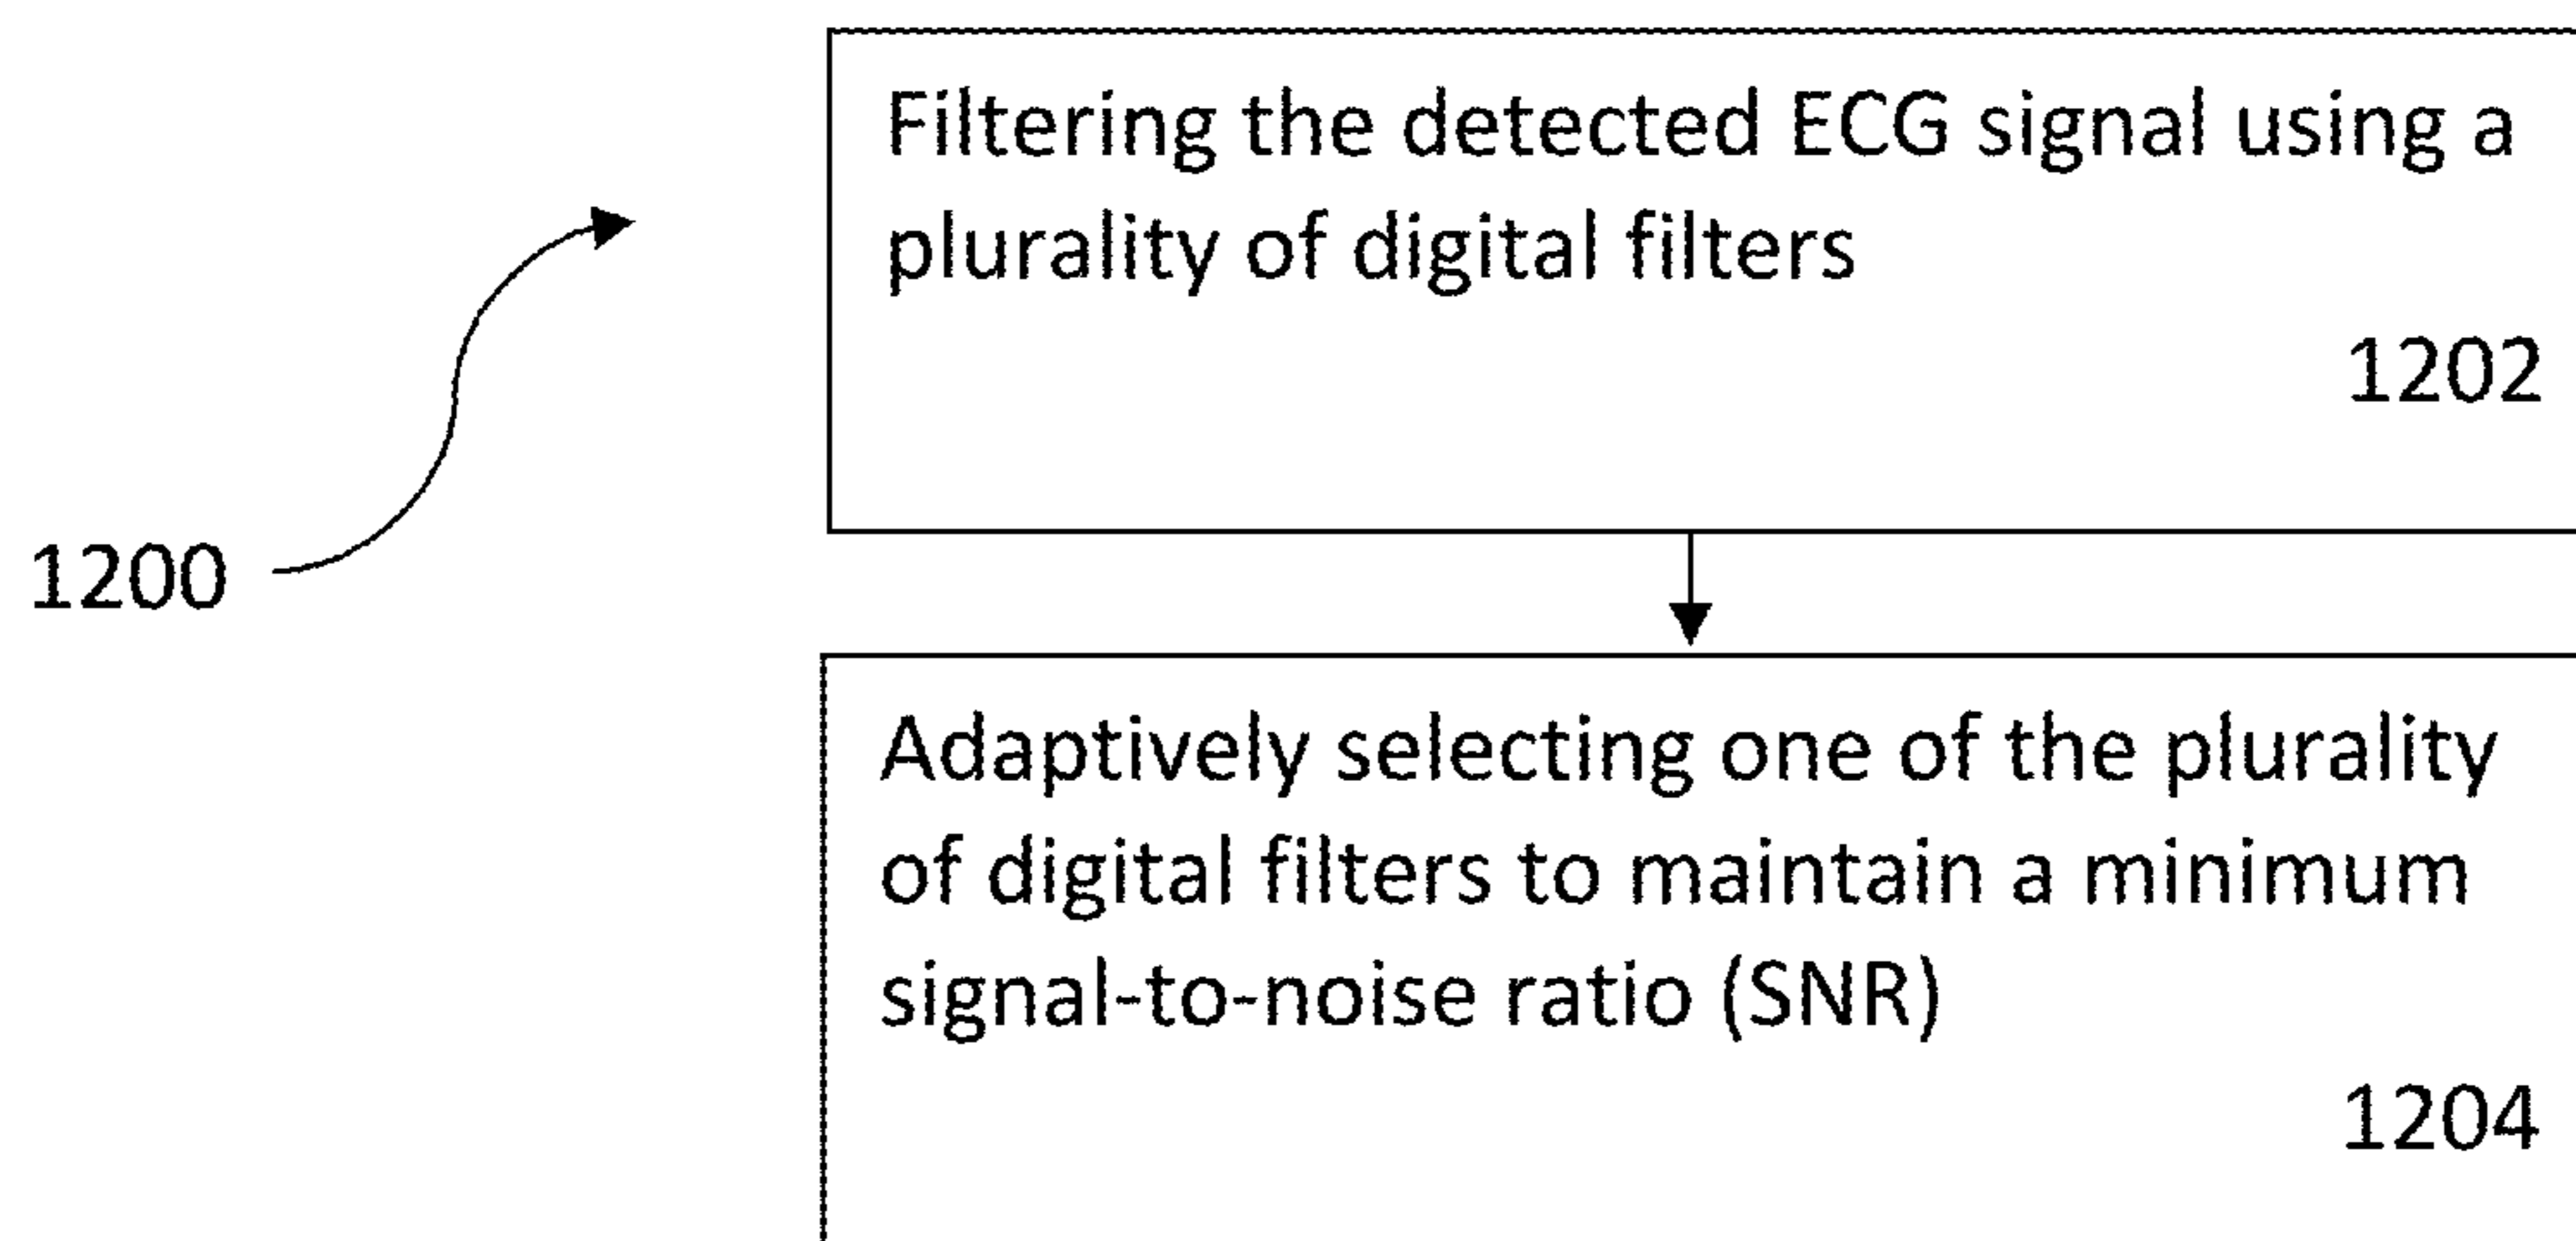 Filtering the detected ECG signal using a
plurality of digital filters
1202
1200
Adaptively selecting one of the plurality
of digital filters to maintain a minimum
signal-to-noise ratio (SNR)
1204